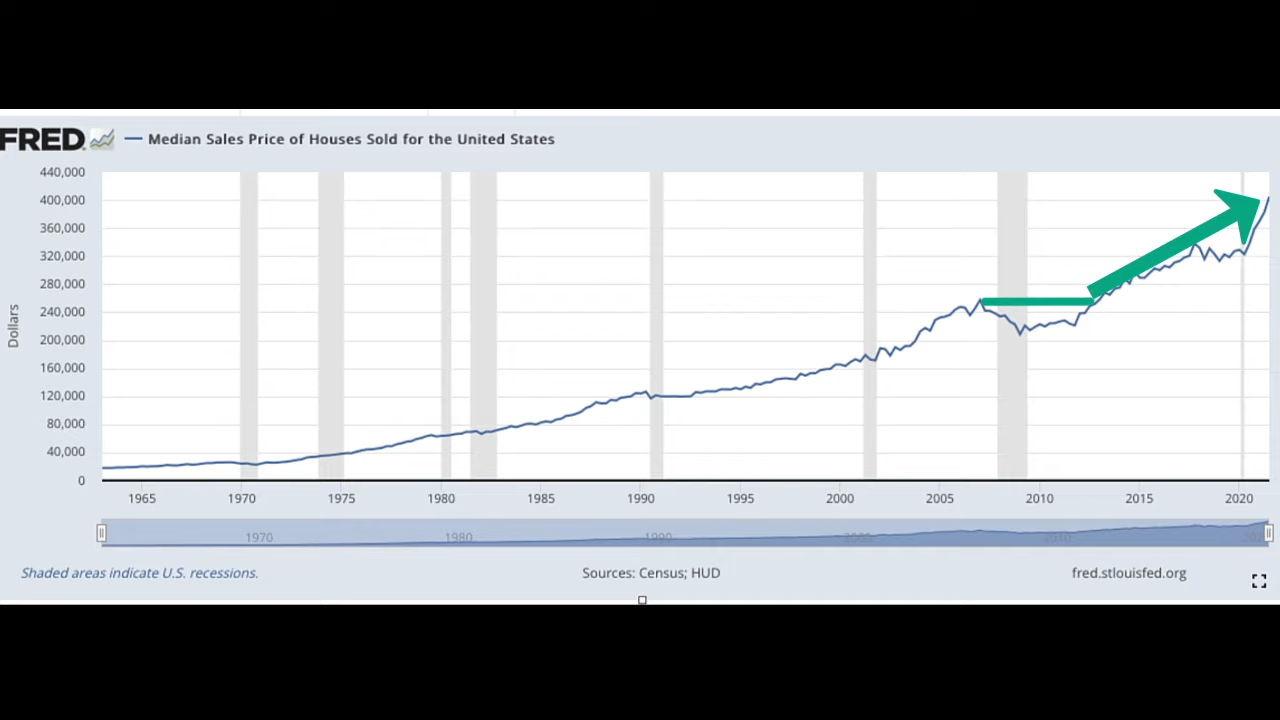 FRED
Median Sales Price of Houses Sold for the United States
440,000
400,000
360,000
320,000
280,000
240,000
200,000
160,000
120,000
80,000
40,000
0
Dollars
1965 1970 1975 1980 1985 1990 1995 2000 2005 2010 2015 2020
1970 1980 1990 2000 2010
Shaded areas indicate U.S. recessions.
Sources: Census; HUD
fred.stlouisfed.org